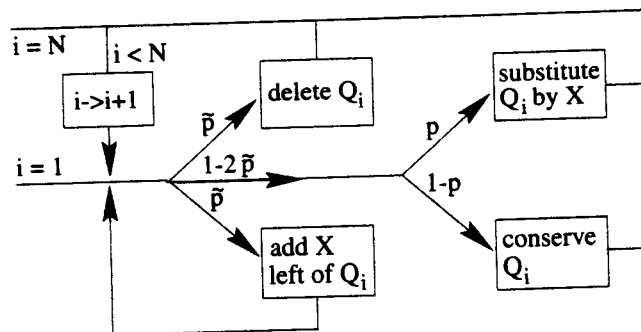 i = N
i < N
i->i+1
delete Q_i
substitute
Q_i by X
p̃
p
i = 1
1-2 p̃
1-p
p̃
add X
left of Q_i
conserve
Q_i